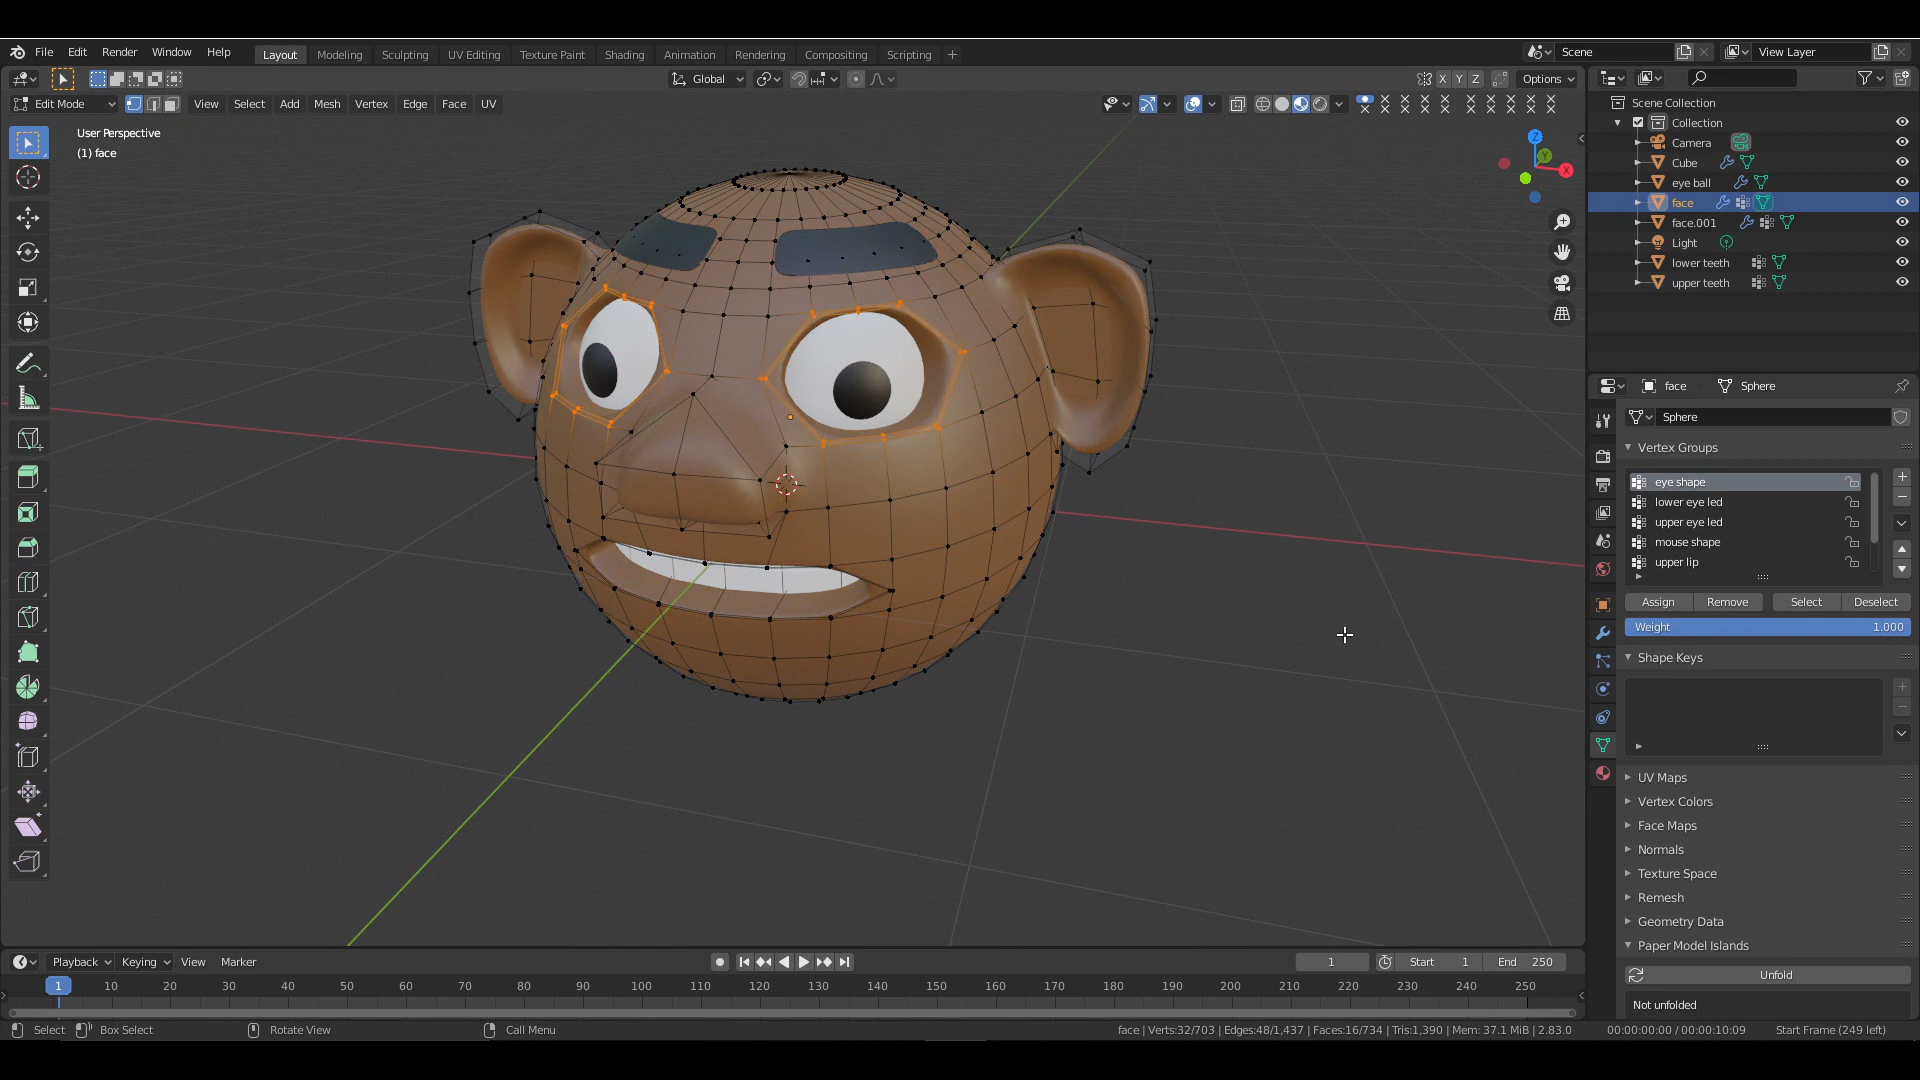 File Edit Render Window Help Layout Modeling Sculpting UV Editing Texture Paint Shading Animation Rendering Compositing Scripting + Scene View Layer
Global X Y Z Options
Edit Mode View Select Add Mesh Vertex Edge Face UV
User Perspective
(1) face
Z
Y
X
Scene Collection
Collection
Camera
Cube
eye ball
face
face.001
Light
lower teeth
upper teeth
face Sphere
Sphere
Vertex Groups
eye shape
lower eye led
upper eye led
mouse shape
upper lip
Assign Remove Select Deselect
Weight 1.000
Shape Keys
UV Maps
Vertex Colors
Face Maps
Normals
Texture Space
Remesh
Geometry Data
Paper Model Islands
Unfold
Not unfolded
Playback Keying View Marker 1 Start 1 End 250
1 10 20 30 40 50 60 70 80 90 100 110 120 130 140 150 160 170 180 190 200 210 220 230 240 250
Select Box Select Rotate View Call Menu face | Verts:32/703 | Edges:48/1,437 | Faces:16/734 | Tris:1,390 | Mem: 37.1 MiB | 2.83.0 00:00:00:00 / 00:00:10:09 Start Frame (249 left)